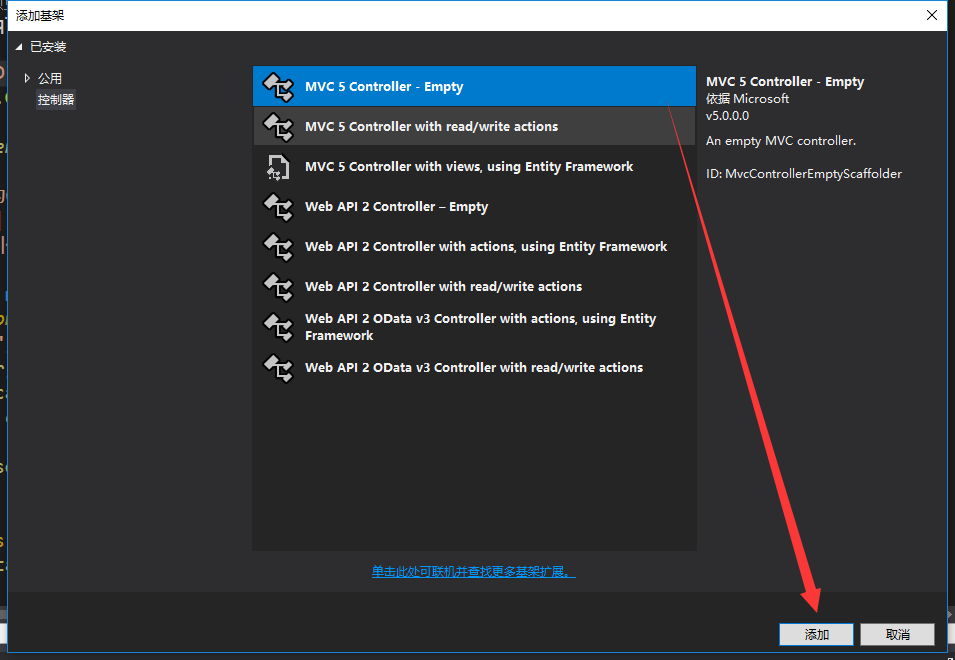 添加基架
已安装
公用
控制器
MVC 5 Controller - Empty
MVC 5 Controller with read/write actions
MVC 5 Controller with views, using Entity Framework
Web API 2 Controller – Empty
Web API 2 Controller with actions, using Entity Framework
Web API 2 Controller with read/write actions
Web API 2 OData v3 Controller with actions, using Entity
Framework
Web API 2 OData v3 Controller with read/write actions
MVC 5 Controller - Empty
依据 Microsoft
v5.0.0.0
An empty MVC controller.
ID: MvcControllerEmptyScaffolder
单击此处可联机并查找更多基架扩展。
添加
取消